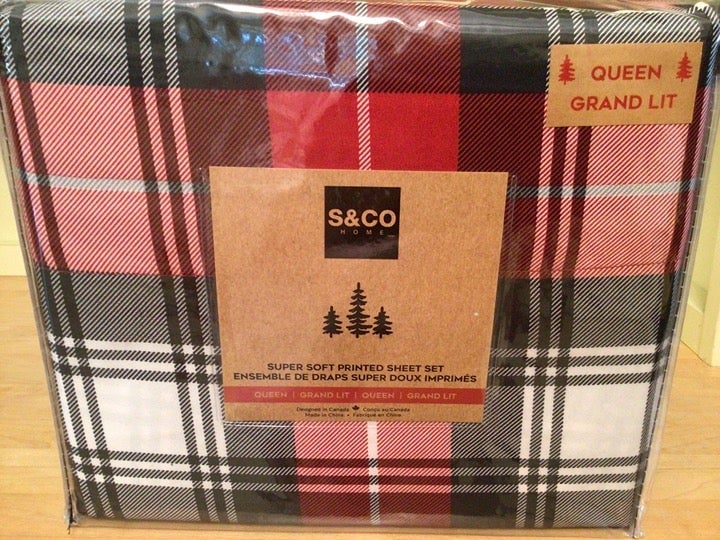 QUEEN
GRAND LIT
S&CO
HOME
SUPER SOFT PRINTED SHEET SET
ENSEMBLE DE DRAPS SUPER DOUX IMPRIMÉS
QUEEN | GRAND LIT | QUEEN | GRAND LIT
Designed in Canada Conçu au Canada
Made in China • Fabriqué en Chine